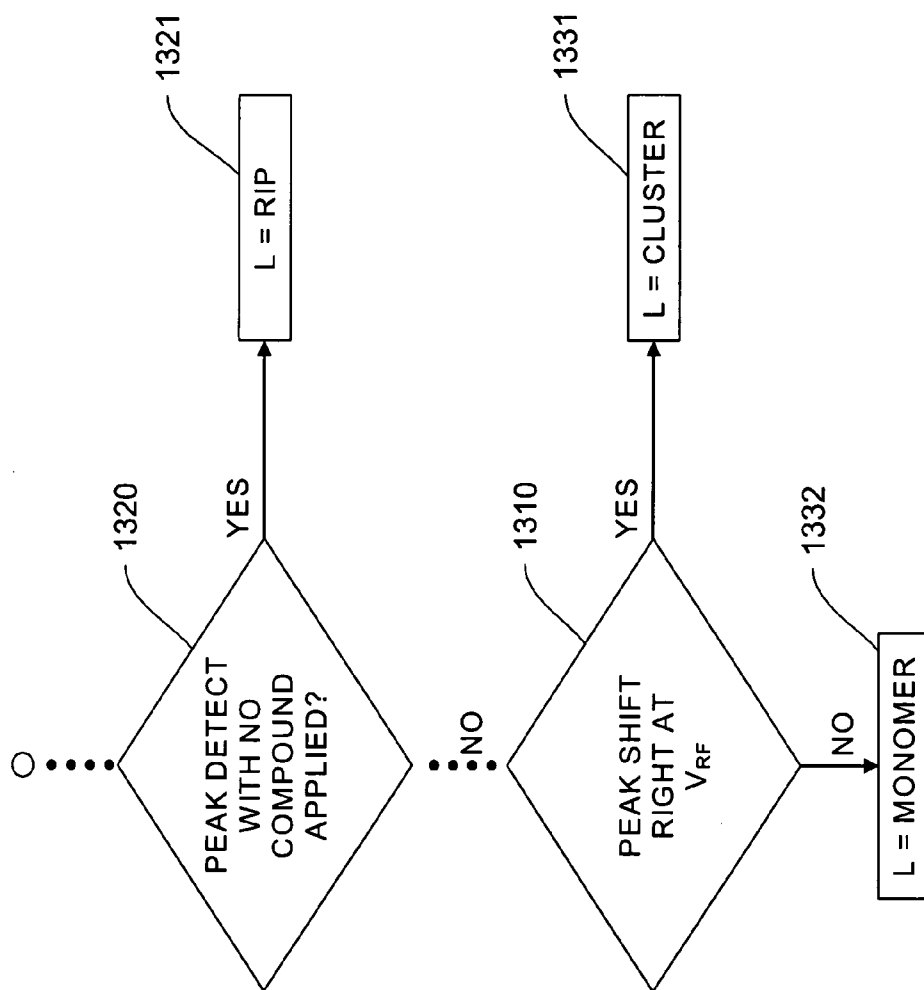 1320
PEAK DETECT
WITH NO
COMPOUND
APPLIED?
YES
1321
L = RIP
NO
1310
PEAK SHIFT
RIGHT AT
VRF
YES
1331
L = CLUSTER
NO
1332
L = MONOMER